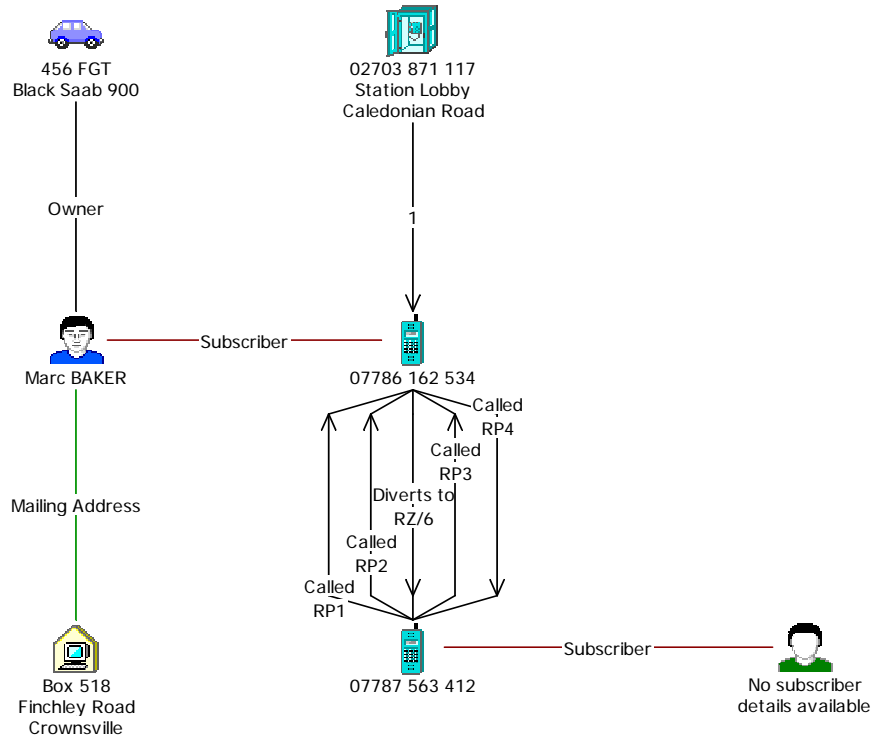 456 FGT
Black Saab 900
02703 871 117
Station Lobby
Caledonian Road
Owner
1
Subscriber
Marc BAKER
07786 162 534
Called
RP4
Called
RP3
Diverts to
RZ/6
Mailing Address
Called
RP2
Called
RP1
Subscriber
Box 518
Finchley Road
Crownsville
07787 563 412
No subscriber
details available